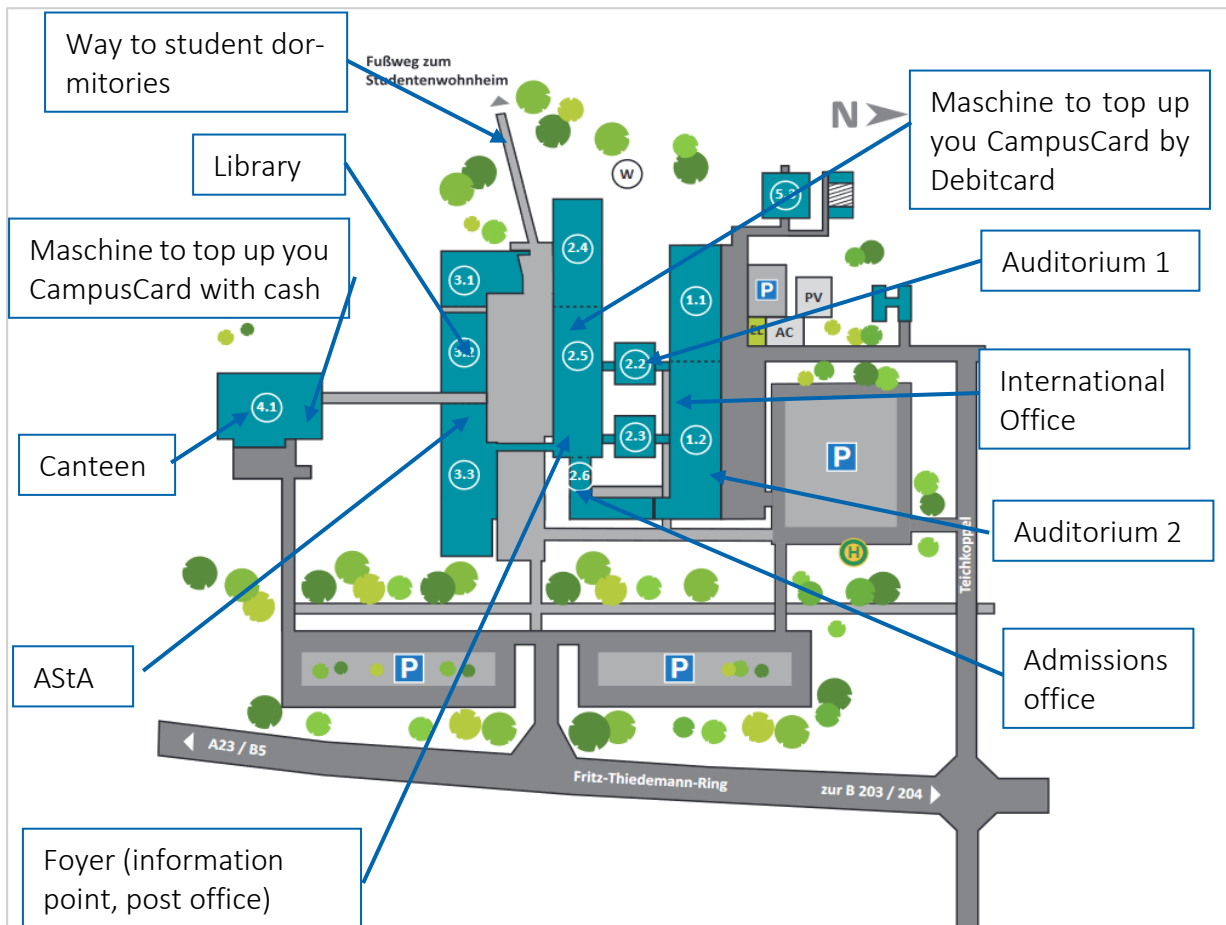 Way to student dor-
mitories
Fußweg zum
Studentenwohnheim
Maschine to top up
you CampusCard by
Debitcard
N
Library
W
5.3
Maschine to top up you
CampusCard with cash
2.4
3.1
1.1
Auditorium 1
P
PV
H
EL
AC
3.2
2.5
2.2
International
Office
4.1
2.3
1.2
Canteen
P
3.3
2.6
Auditorium 2
H
Teichkoppel
AStA
P
P
Admissions
office
A23 / B5
Fritz-Thiedemann-Ring
zur B 203 / 204
Foyer (information
point, post office)